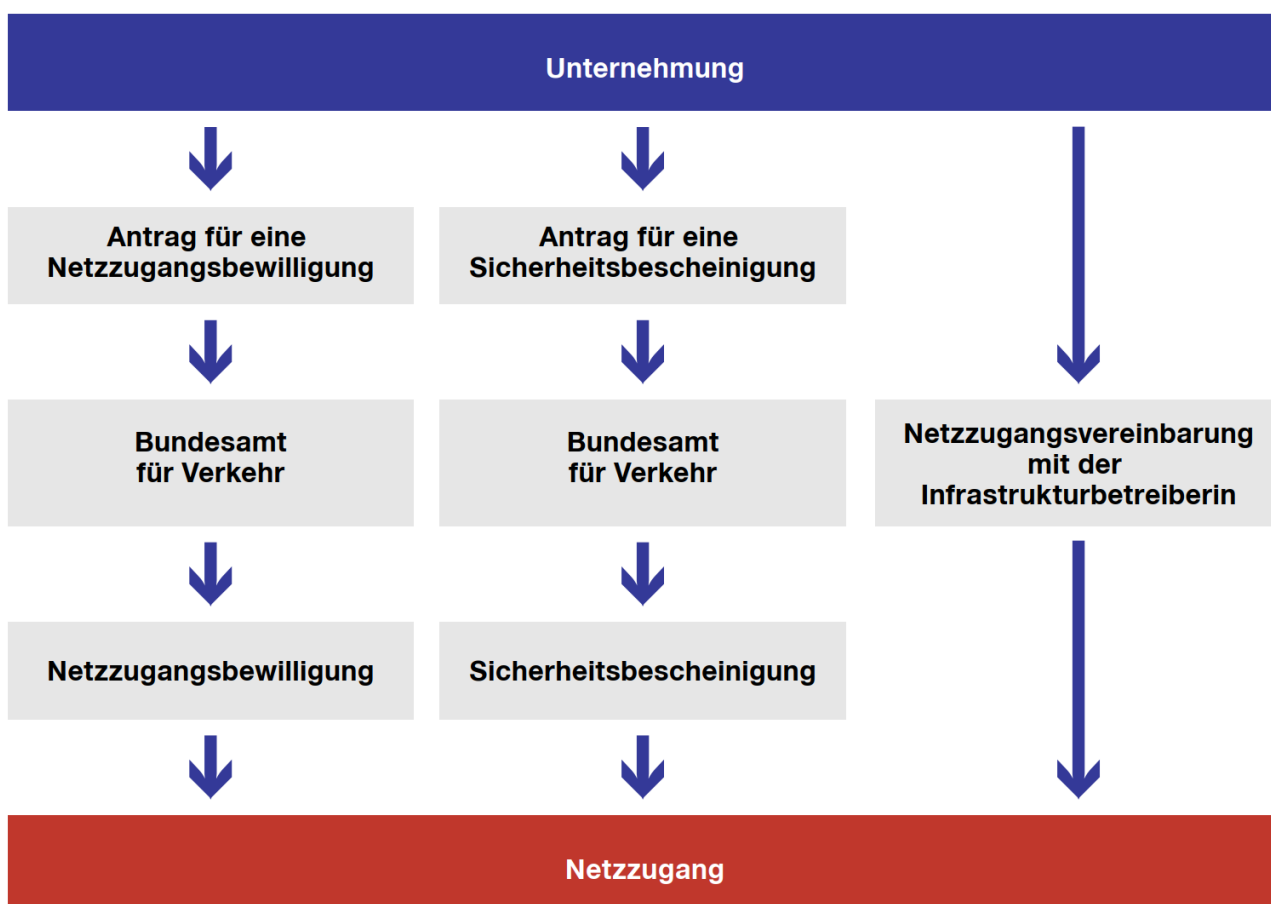 Unternehmung
Antrag für eine
Netzzugangsbewilligung
Antrag für eine
Sicherheitsbescheinigung
Bundesamt
für Verkehr
Bundesamt
für Verkehr
Netzzugangsvereinbarung
mit der
Infrastrukturbetreiberin
Netzzugangsbewilligung
Sicherheitsbescheinigung
Netzzugang